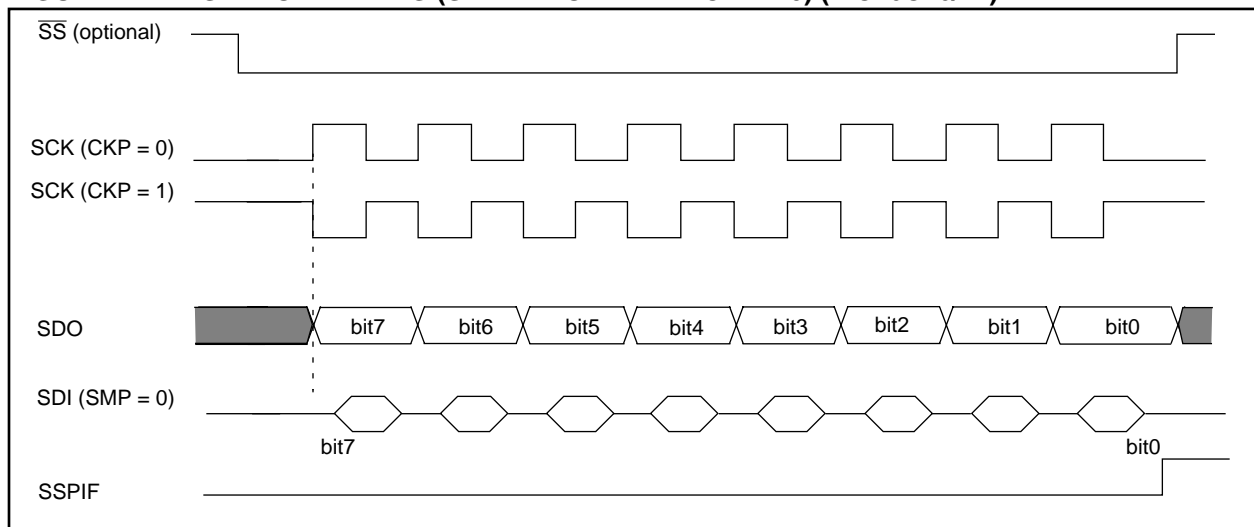 SS (optional)
SCK (CKP = 0)
SCK (CKP = 1)
SDO
bit7 bit6 bit5 bit4 bit3 bit2 bit1 bit0
SDI (SMP = 0)
bit7 bit0
SSPIF